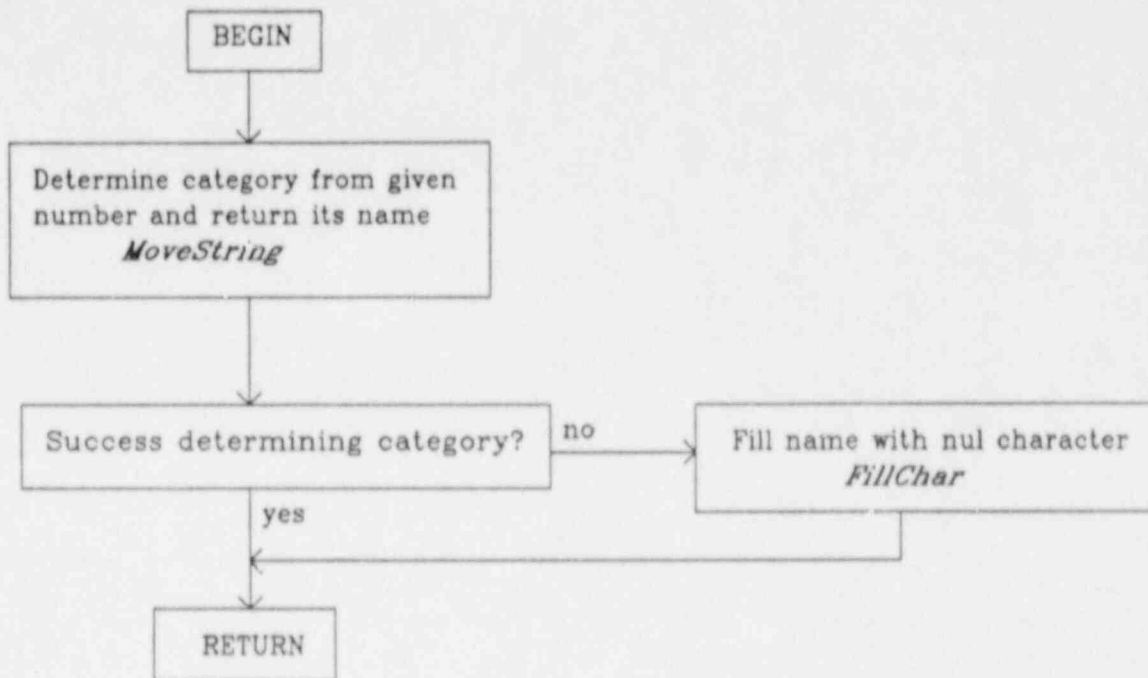 BEGIN
Determine category from given
number and return its name
MoveString
Success determining category?
no
Fill name with nul character
FillChar
yes
RETURN